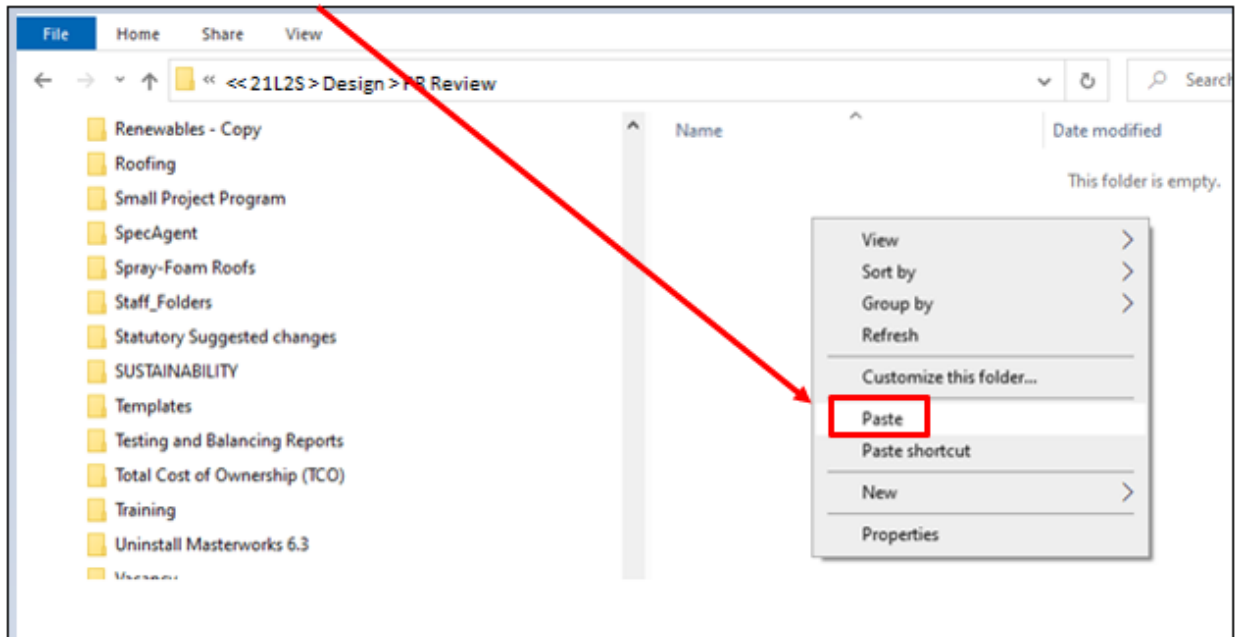 File Home Share View
« <<21L2S>Design > Review
Search
Renewables - Copy
Roofing
Small Project Program
SpecAgent
Spray-Foam Roofs
Staff_Folders
Statutory Suggested changes
SUSTAINABILITY
Templates
Testing and Balancing Reports
Total Cost of Ownership (TCO)
Training
Uninstall Masterworks 6.3
Vacancy
Name Date modified
This folder is empty.
View
Sort by
Group by
Refresh
Customize this folder...
Paste
Paste shortcut
New
Properties